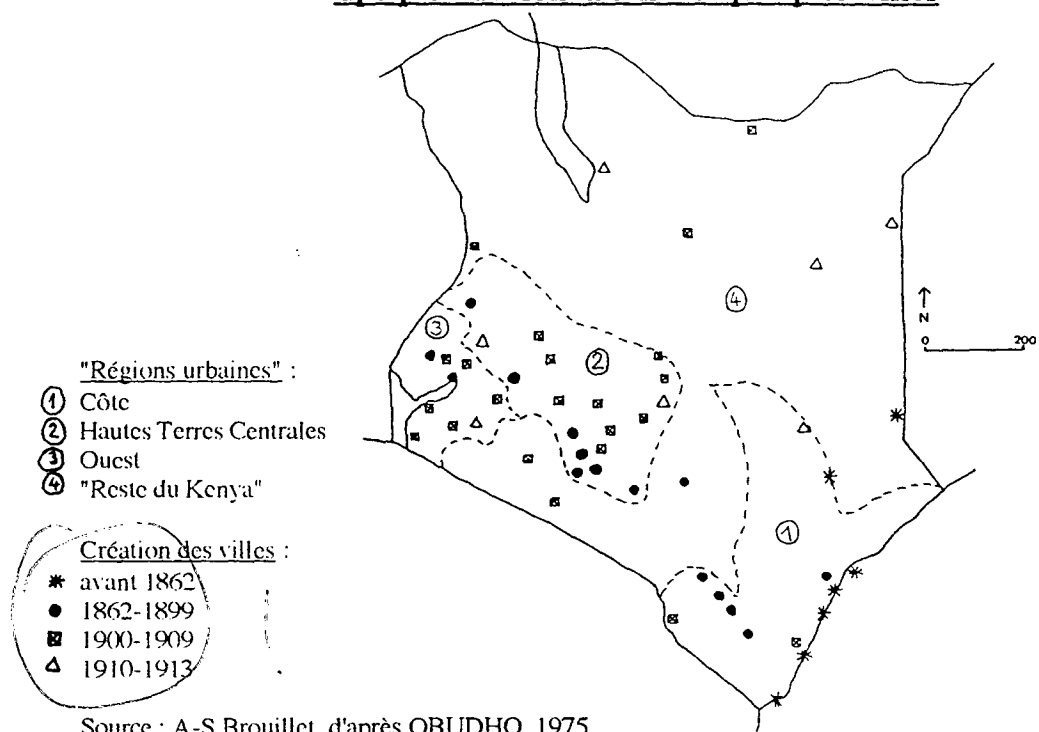 ④
②
③
①
N
0 200
"Régions urbaines" :
① Côte
② Hautes Terres Centrales
③ Ouest
④ "Reste du Kenya"
Création des villes :
avant 1862
1862-1899
1900-1909
1910-1913
Source : A-S Brouillet, d'après OBUDHO, 1975